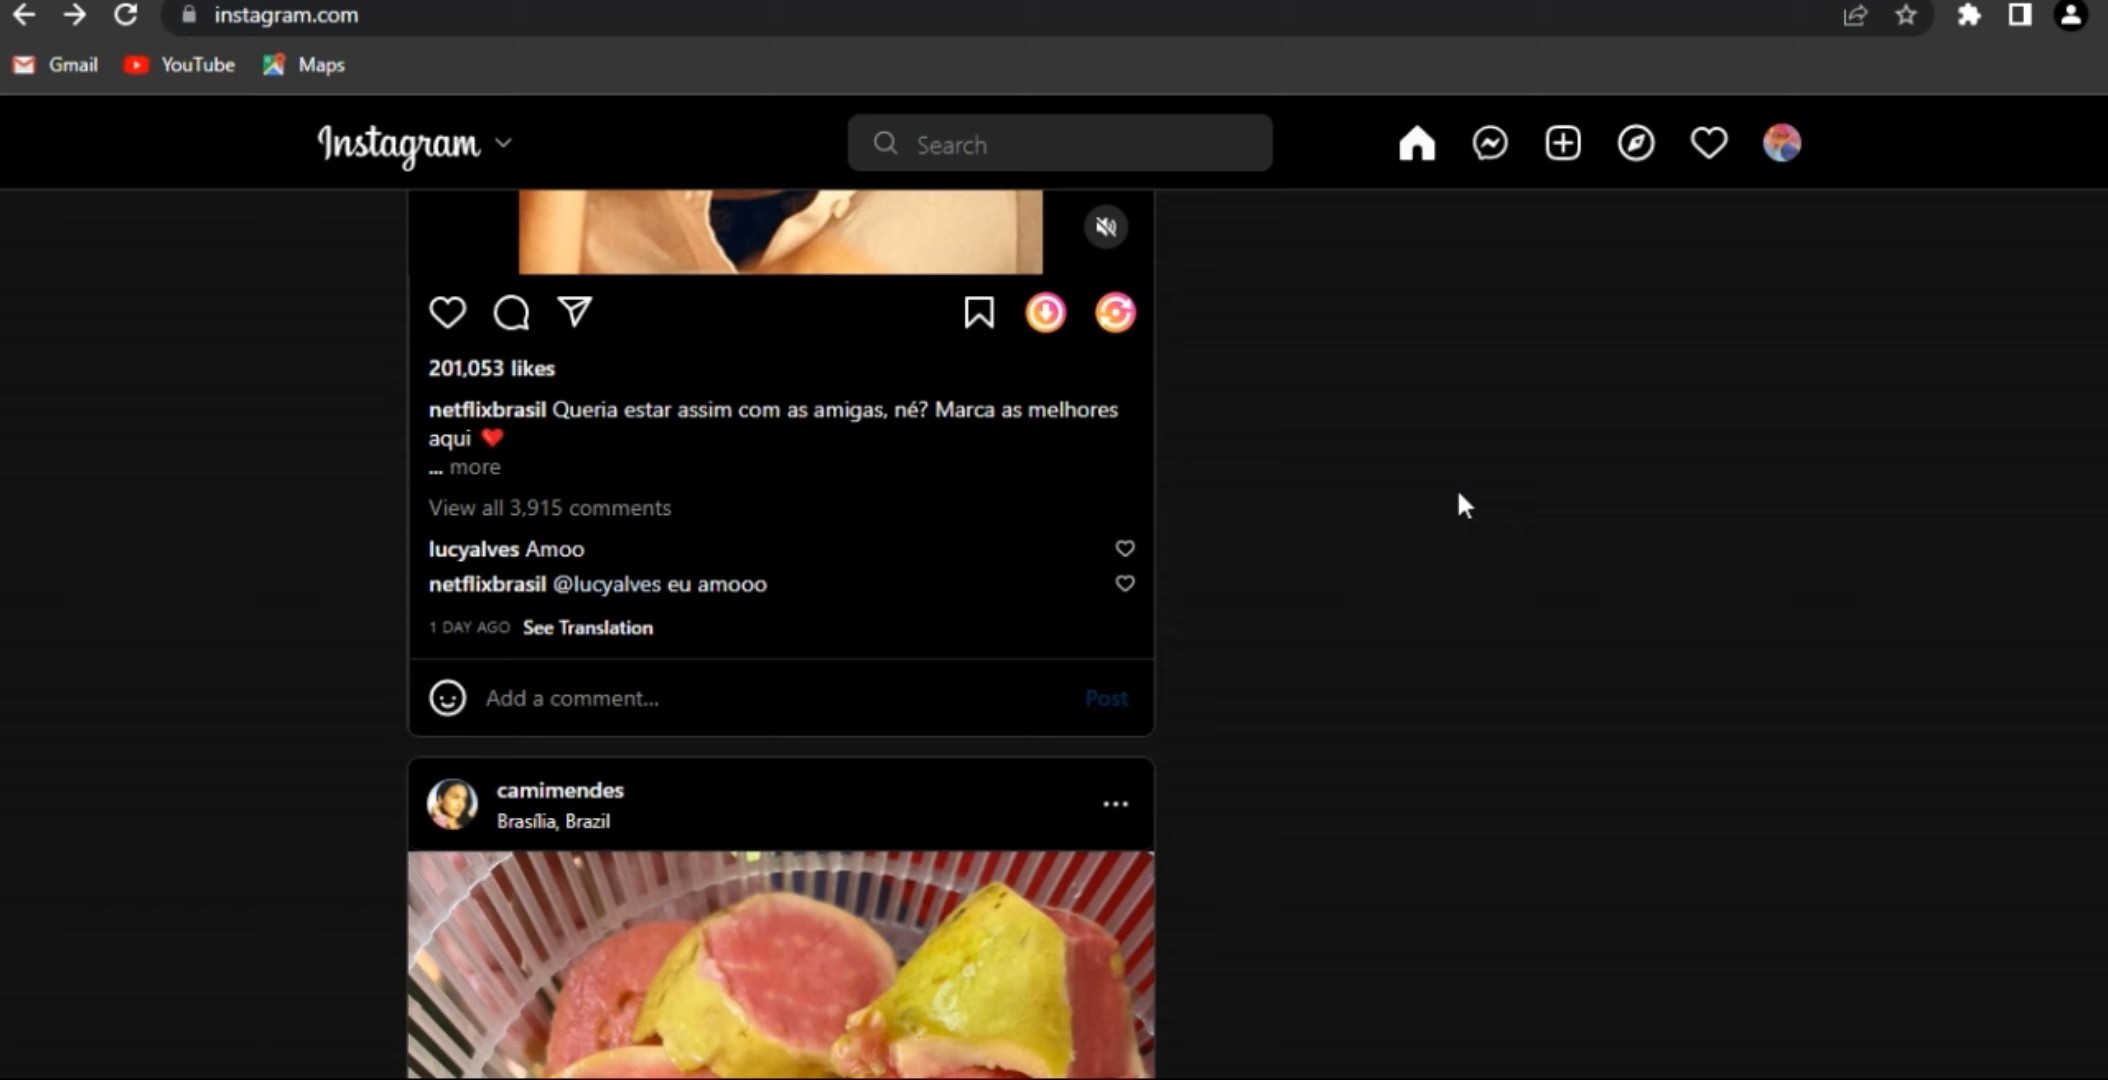 instagram.com
Gmail YouTube Maps
Instagram
Search
201,053 likes
netflixbrasil Queria estar assim com as amigas, né? Marca as melhores
aqui ❤️
... more
View all 3,915 comments
lucyalves Amoo
netflixbrasil @lucyalves eu amooo
1 DAY AGO See Translation
Add a comment... Post
camimendes
Brasília, Brazil